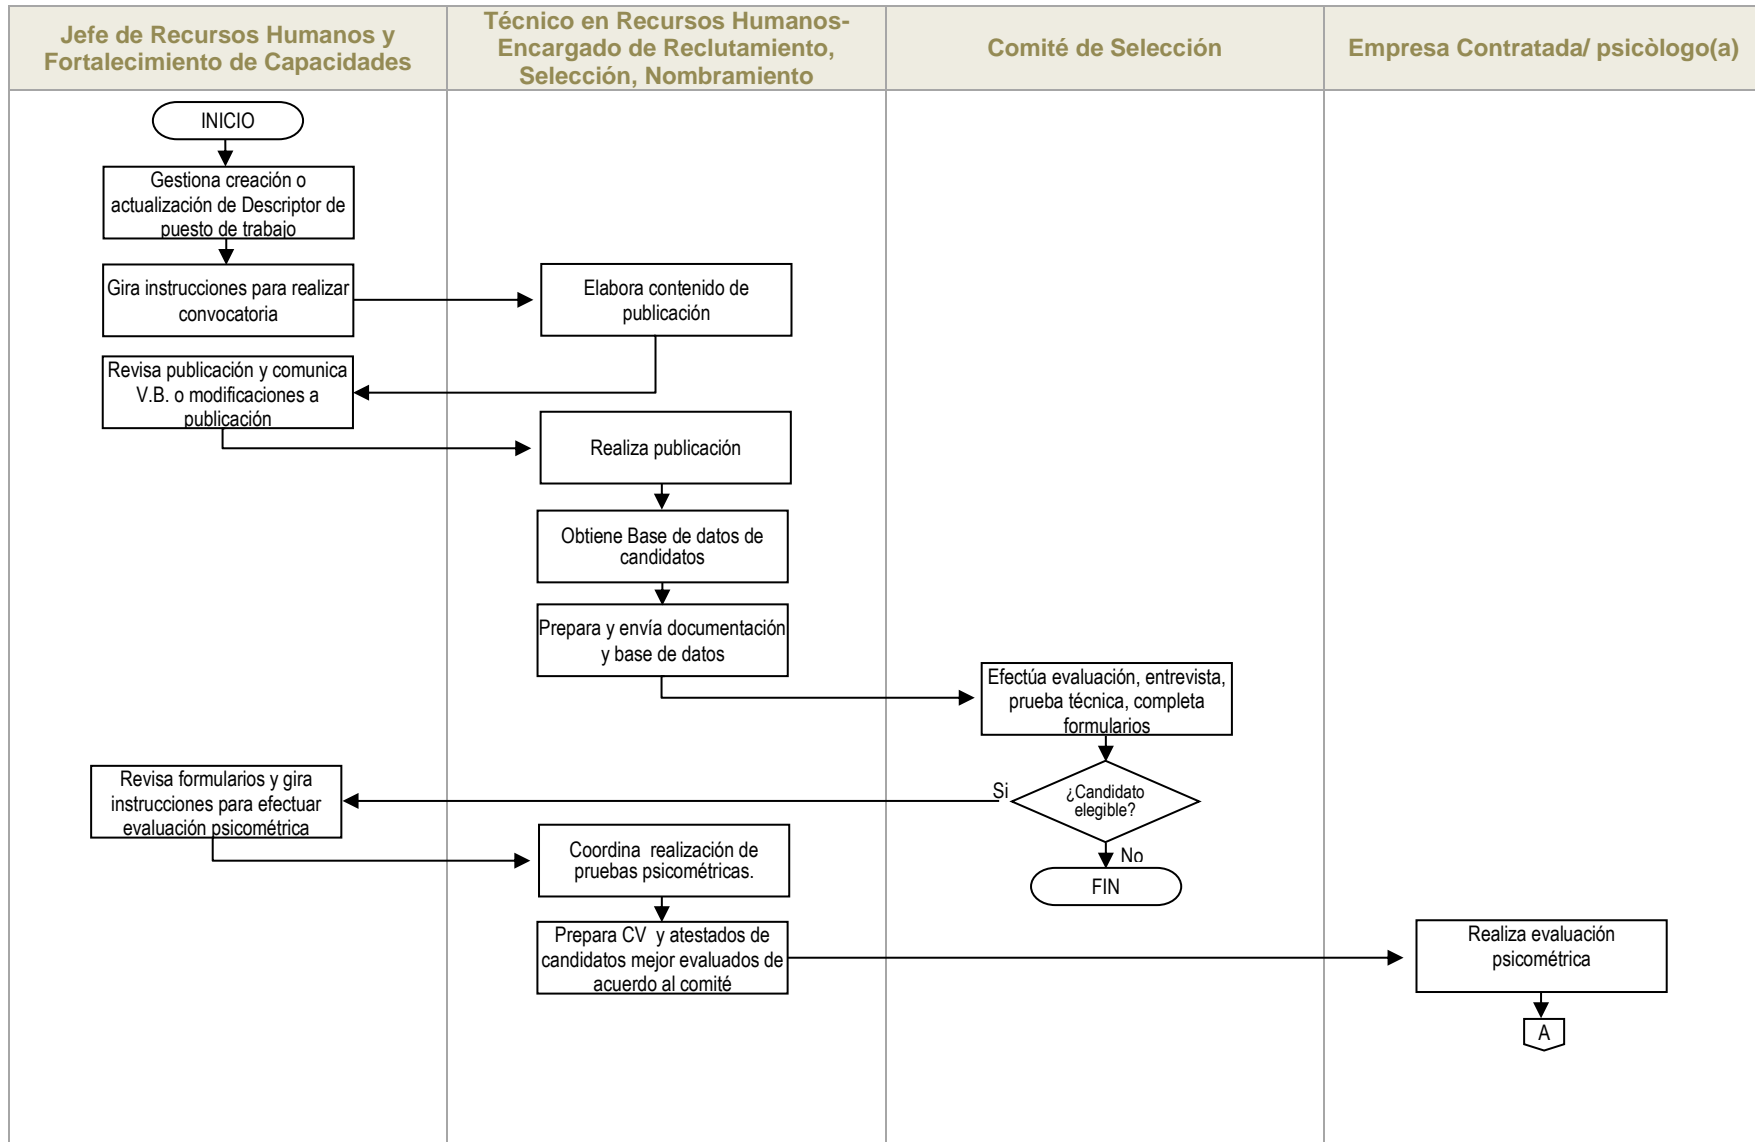 Jefe de Recursos Humanos y
Fortalecimiento de Capacidades
Técnico en Recursos Humanos-
Encargado de Reclutamiento,
Selección, Nombramiento
Comité de Selección
Empresa Contratada/ psicòlogo(a)
INICIO
Gestiona creación o
actualización de Descriptor de
puesto de trabajo
Gira instrucciones para realizar
convocatoria
Elabora contenido de
publicación
Revisa publicación y comunica
V.B. o modificaciones a
publicación
Realiza publicación
Obtiene Base de datos de
candidatos
Prepara y envía documentación
y base de datos
Efectúa evaluación, entrevista,
prueba técnica, completa
formularios
¿Candidato
elegible?
Si
No
FIN
Revisa formularios y gira
instrucciones para efectuar
evaluación psicométrica
Coordina  realización de
pruebas psicométricas.
Prepara CV  y atestados de
candidatos mejor evaluados de
acuerdo al comité
Realiza evaluación
psicométrica
A